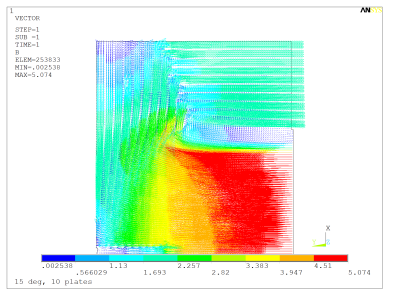 1
ANSYS
VECTOR
STEP=1
SUB =1
TIME=1
B
ELEM=253833
MIN=.002538
MAX=5.074
X
.002538 1.13 2.257 3.383 4.51
.566029 1.693 2.82 3.947 5.074
15 deg, 10 plates